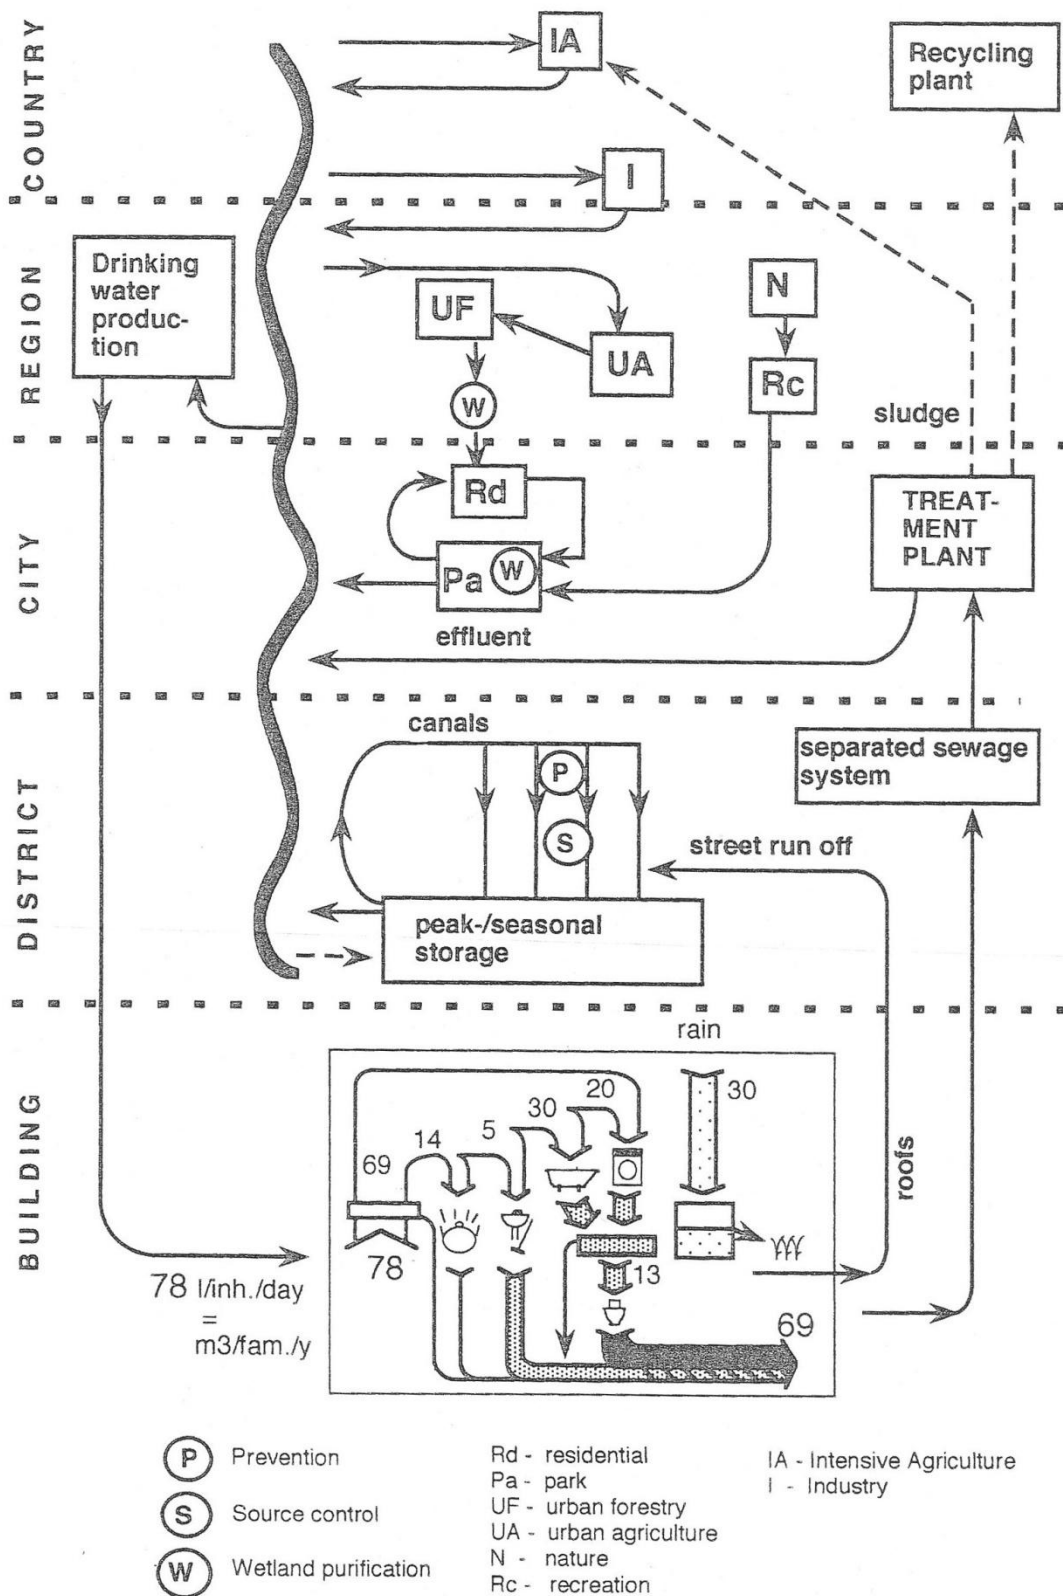 COUNTRY
IA
Recycling
plant
I
REGION
Drinking
water
produc-
tion
UF
UA
N
Rc
W
sludge
CITY
Rd
Pa
W
TREAT-
MENT
PLANT
effluent
DISTRICT
canals
P
S
separated sewage
system
street run off
peak-/seasonal
storage
BUILDING
rain
roofs
69
14
5
30
20
30
78
13
69
78 l/inh./day
=
m3/fam./y
P Prevention
S Source control
W Wetland purification
Rd - residential
Pa - park
UF - urban forestry
UA - urban agriculture
N - nature
Rc - recreation
IA - Intensive Agriculture
I - Industry